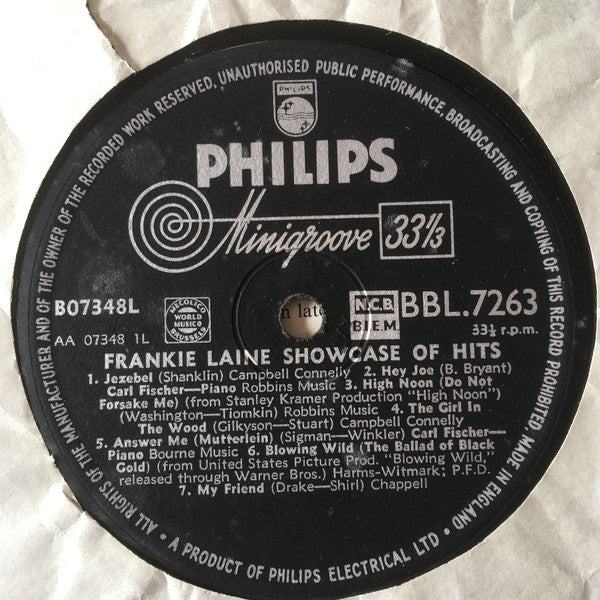 ALL RIGHTS OF THE MANUFACTURER AND OF THE OWNER OF THE RECORDED WORK RESERVED, UNAUTHORISED PUBLIC PERFORMANCE, BROADCASTING AND COPYING OF THIS RECORD PROHIBITED. MADE IN ENGLAND
PHILIPS
PHILIPS
Minigroove 33⅓
n late
B07348L
MECOLICO
WORLD
MUSIC
BRUSSEL
N.C.B.
B.I.E.M.
BBL.7263
AA 07348 1L
33⅓ r.p.m.
FRANKIE LAINE SHOWCASE OF HITS
1. Jezebel (Shanklin) Campbell Connelly 2. Hey Joe (B. Bryant)
Carl Fischer—Piano Robbins Music 3. High Noon (Do Not
Forsake Me) (from Stanley Kramer Production "High Noon")
(Washington—Tiomkin) Robbins Music 4. The Girl In
The Wood (Gilkyson—Stuart) Campbell Connelly
5. Answer Me (Mutterlein) (Sigman—Winkler) Carl Fischer—
Piano Bourne Music 6. Blowing Wild (The Ballad of Black
Gold) (from United States Picture Prod. "Blowing Wild,"
released through Warner Bros.) Harms-Witmark; P.F.D.
7. My Friend (Drake—Shirl) Chappell
• A PRODUCT OF PHILIPS ELECTRICAL LTD •